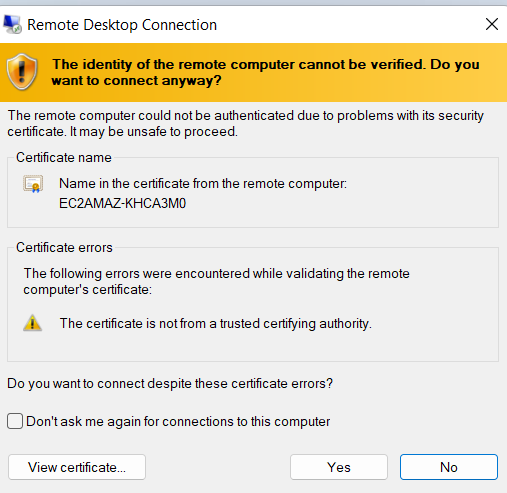 Remote Desktop Connection
The identity of the remote computer cannot be verified. Do you
want to connect anyway?
The remote computer could not be authenticated due to problems with its security
certificate. It may be unsafe to proceed.
Certificate name
Name in the certificate from the remote computer:
EC2AMAZ-KHCA3M0
Certificate errors
The following errors were encountered while validating the remote
computer's certificate:
The certificate is not from a trusted certifying authority.
Do you want to connect despite these certificate errors?
Don't ask me again for connections to this computer
View certificate...
Yes
No